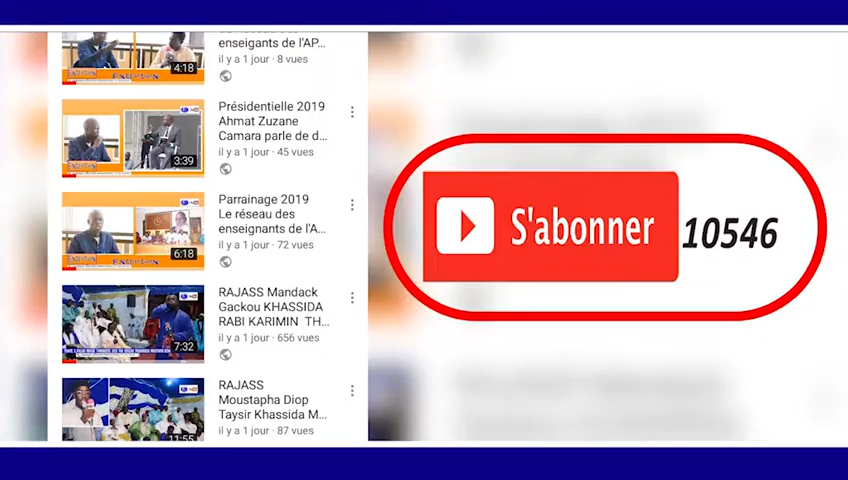 enseignants de l'AP...
il y a 1 jour · 8 vues
4:18
Présidentielle 2019
Ahmat Zuzane
Camara parle de d...
il y a 1 jour · 45 vues
3:39
Parrainage 2019
Le réseau des
enseignants de l'A...
il y a 1 jour · 72 vues
6:18
RAJASS Mandack
Gackou KHASSIDA
RABI KARIMIN TH...
il y a 1 jour · 656 vues
7:32
RAJASS
Moustapha Diop
Taysir Khassida M...
il y a 1 jour · 87 vues
11:55
S'abonner
10546